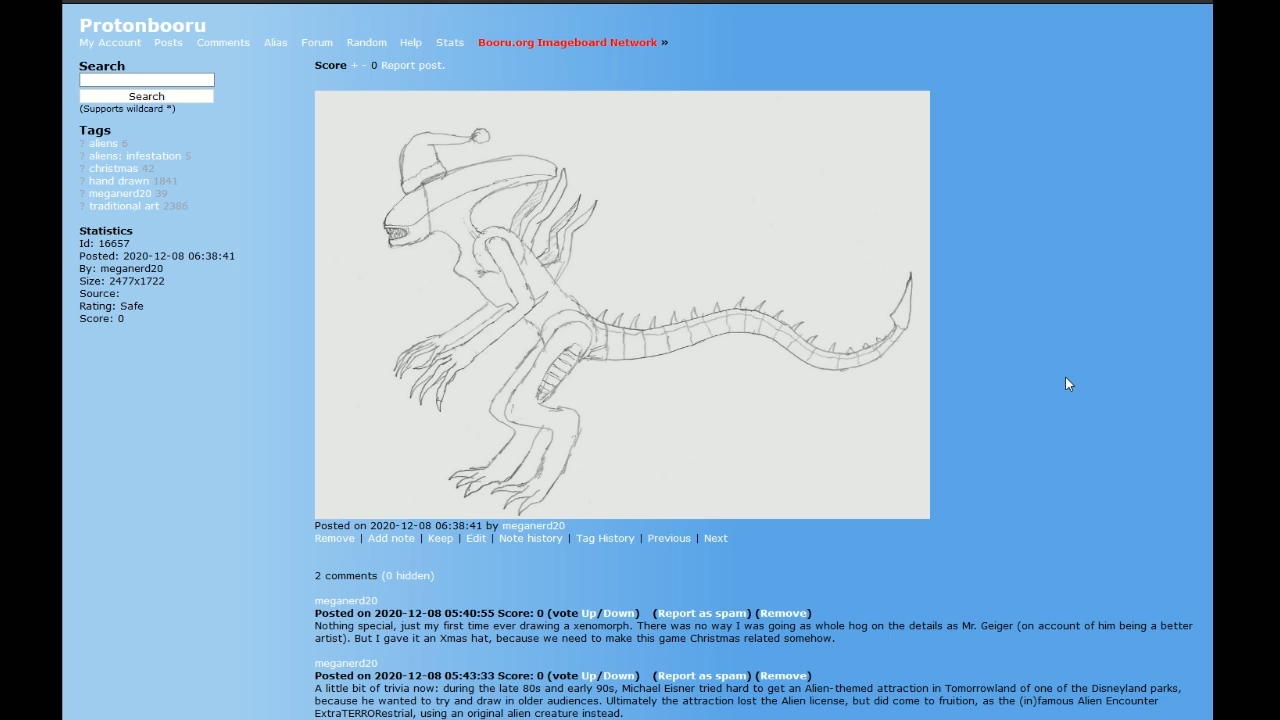 Protonbooru
My Account Posts Comments Alias Forum Random Help Stats Booru.org Imageboard Network »
Search
Search
(Supports wildcard *)
Tags
? aliens 6
? aliens: infestation 5
? christmas 42
? hand drawn 1841
? meganerd20 39
? traditional art 2386
Statistics
Id: 16657
Posted: 2020-12-08 06:38:41
By: meganerd20
Size: 2477x1722
Source:
Rating: Safe
Score: 0
Score + - 0 Report post.
Posted on 2020-12-08 06:38:41 by meganerd20
Remove | Add note | Keep | Edit | Note history | Tag History | Previous | Next
2 comments (0 hidden)
meganerd20
Posted on 2020-12-08 05:40:55 Score: 0 (vote Up/Down) (Report as spam) (Remove)
Nothing special, just my first time ever drawing a xenomorph. There was no way I was going as whole hog on the details as Mr. Geiger (on account of him being a better
artist). But I gave it an Xmas hat, because we need to make this game Christmas related somehow.
meganerd20
Posted on 2020-12-08 05:43:33 Score: 0 (vote Up/Down) (Report as spam) (Remove)
A little bit of trivia now: during the late 80s and early 90s, Michael Eisner tried hard to get an Alien-themed attraction in Tomorrowland of one of the Disneyland parks,
because he wanted to try and draw in older audiences. Ultimately the attraction lost the Alien license, but did come to fruition, as the (in)famous Alien Encounter
ExtraTERRORestrial, using an original alien creature instead.